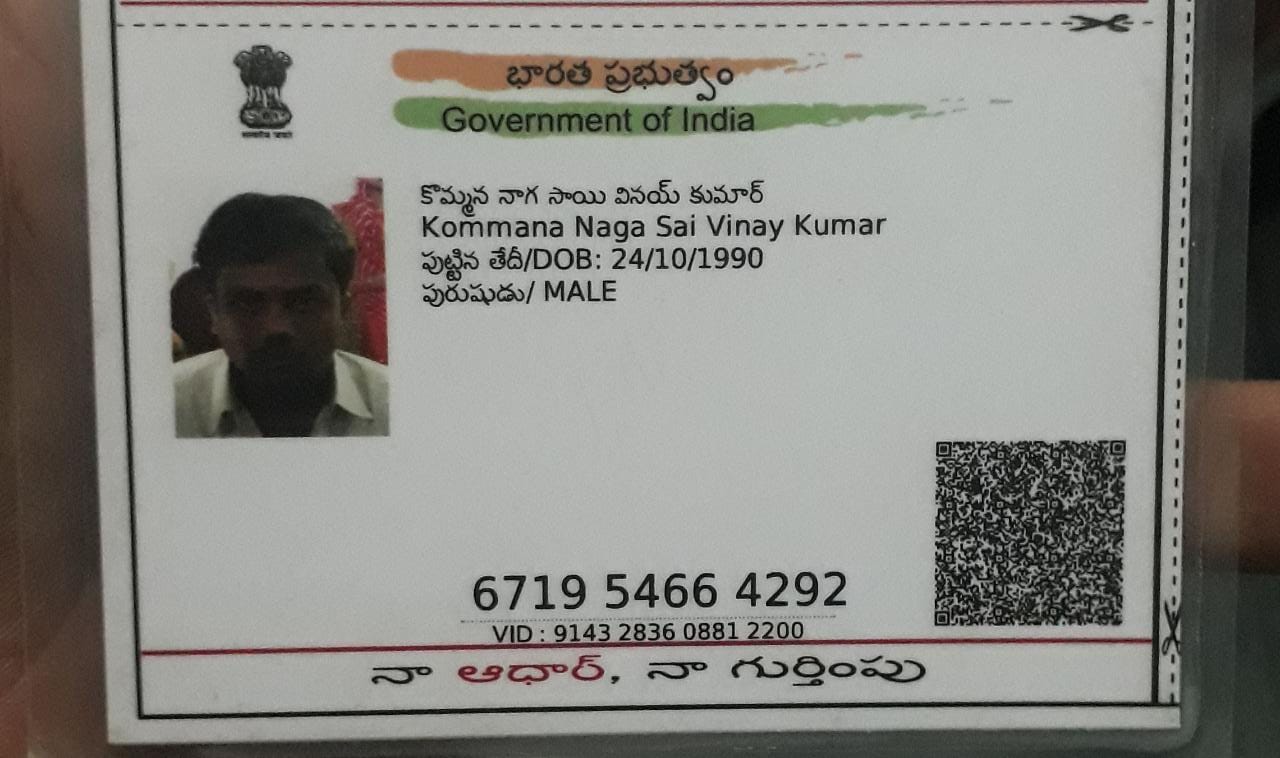 భారత ప్రభుత్వం
Government of India
కొమ్మన నాగ సాయి వినయ్ కుమార్
Kommana Naga Sai Vinay Kumar
పుట్టిన తేదీ/DOB: 24/10/1990
పురుషుడు/ MALE
6719 5466 4292
VID : 9143 2836 0881 2200
నా ఆధార్, నా గుర్తింపు